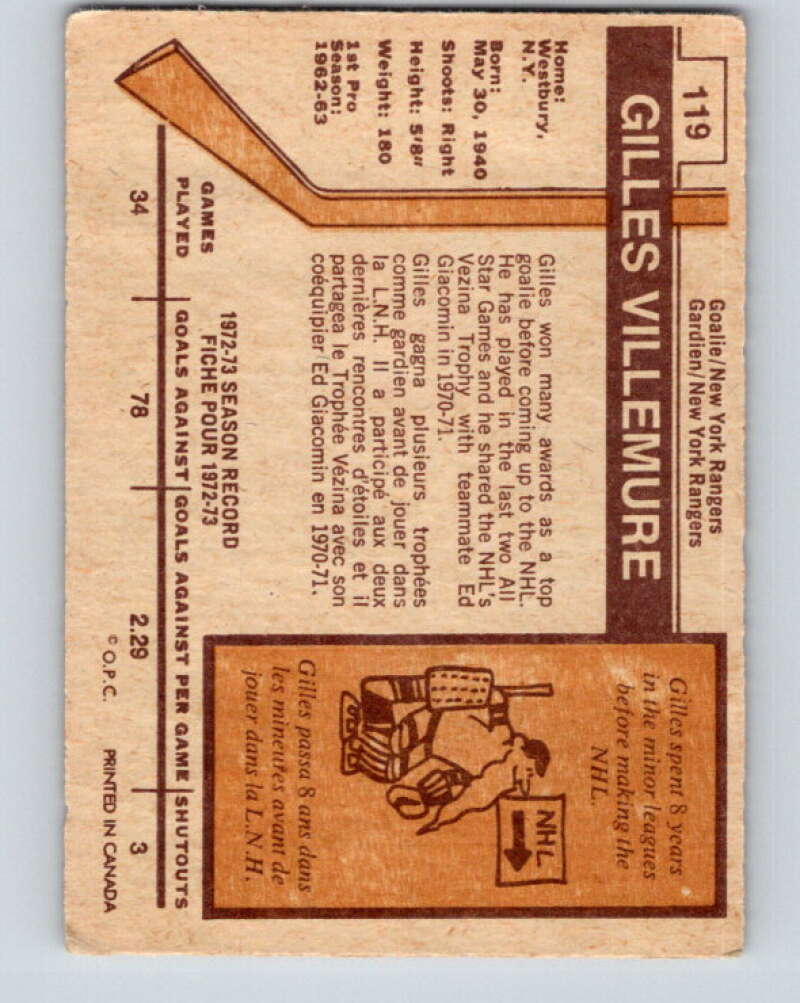 119
Goalie/New York Rangers
Gardien/New York Rangers
GILLES VILLEMURE
Home:
Westbury,
N.Y.
Born:
May 30, 1940
Shoots: Right
Height: 5'8"
Weight: 180
1st Pro
Season:
1962-63
Gilles won many awards as a top
goalie before coming up to the NHL.
He has played in the last two All
Star Games and he shared the NHL's
Vezina Trophy with teammate Ed
Giacomin in 1970-71.
Gilles gagna plusieurs trophées
comme gardien avant de jouer dans
la L.N.H. Il a participé aux deux
dernières rencontres d'étoiles et il
partagea le Trophée Vézina avec son
coéquipier Ed Giacomin en 1970-71.
Gilles spent 8 years
in the minor leagues
before making the
NHL.
NHL
Gilles passa 8 ans dans
les mineures avant de
jouer dans la L.N.H.
1972-73 SEASON RECORD
FICHE POUR 1972-73
GAMES
PLAYED GOALS AGAINST GOALS AGAINST PER GAME SHUTOUTS
34 78 2.29 3
© O.P.C. PRINTED IN CANADA